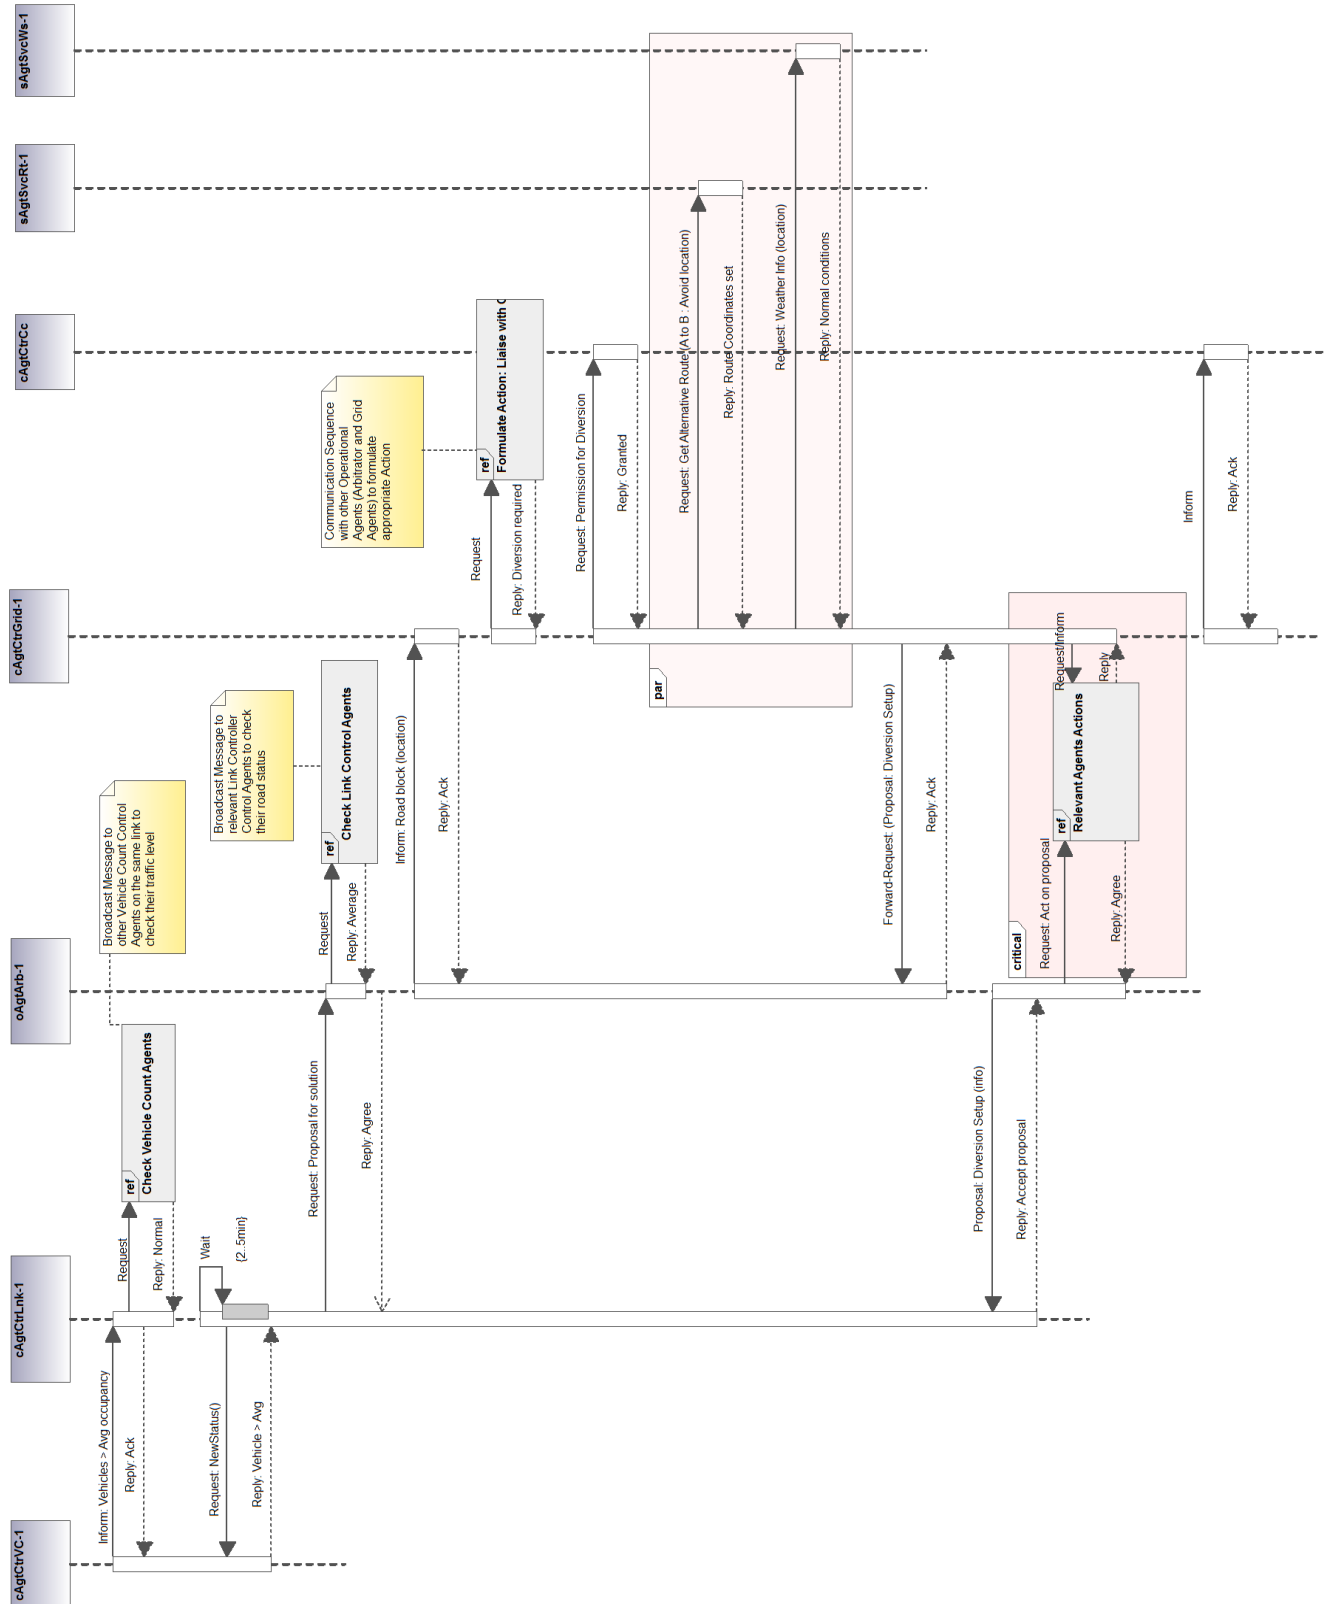 cAgtCtrVC-1
cAgtCtrLnk-1
oAgtArb-1
cAgtCtrGrid-1
cAgtCtrCc
sAgtSvcRt-1
sAgtSvcWs-1
Inform: Vehicles > Avg occupancy
Reply: Ack
Request
Reply: Normal
ref
Check Vehicle Count Agents
Broadcast Message to
other Vehicle Count Control
Agents on the same link to
check their traffic level
Wait
{2..5min}
Request: NewStatus()
Reply: Vehicle > Avg
Request: Proposal for solution
Request
Reply: Average
ref
Check Link Control Agents
Broadcast Message to
relevant Link Controller
Control Agents to check
their road status
Reply: Agree
Inform: Road block (location)
Reply: Ack
Request
Reply: Diversion required
ref
Formulate Action: Liaise with
Communication Sequence
with other Operational
Agents (Arbitrator and Grid
Agents) to formulate
appropriate Action
Request: Permission for Diversion
Reply: Granted
par
Request: Get Alternative Route (A to B : Avoid location)
Reply: Route Coordinates set
Request: Weather Info (location)
Reply: Normal conditions
Forward-Request: (Proposal: Diversion Setup)
Reply: Ack
Proposal: Diversion Setup (info)
Reply: Accept proposal
critical
Request: Act on proposal
Reply: Agree
ref
Relevant Agents Actions
Request/Inform
Reply
Inform
Reply: Ack